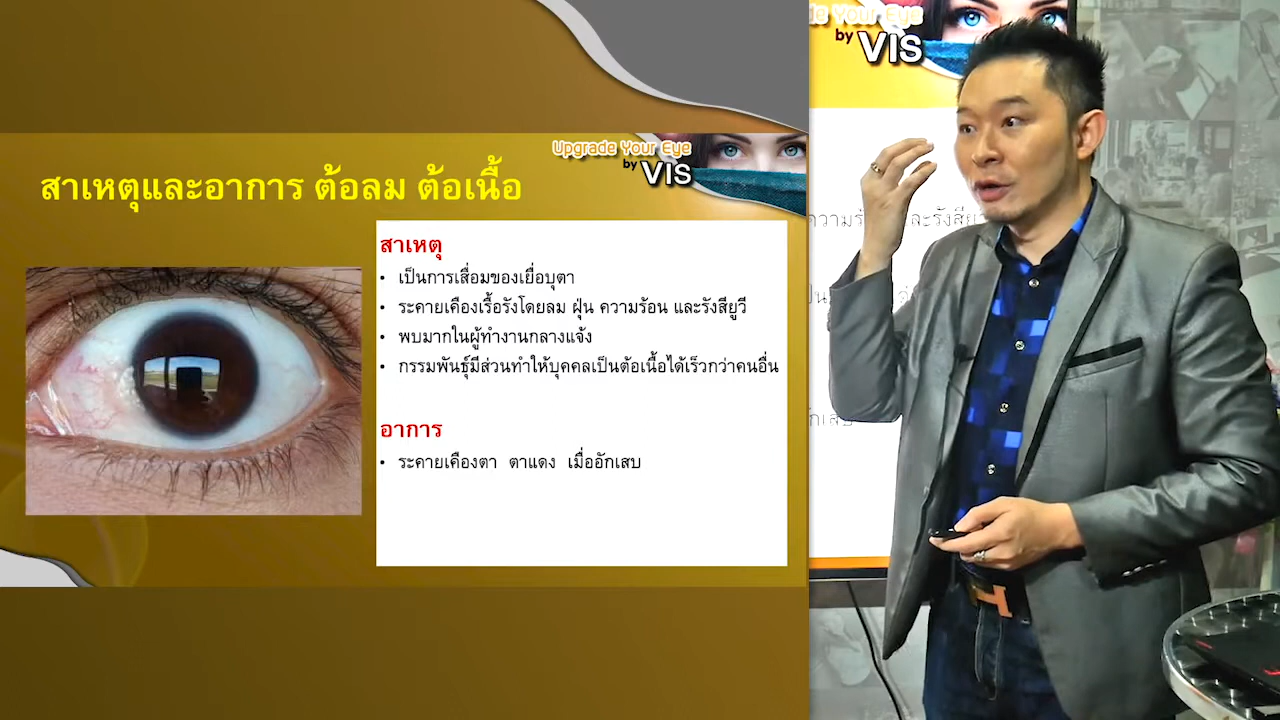 Upgrade Your Eye
by VIS
สาเหตุและอาการ ต้อลม ต้อเนื้อ
สาเหตุ
• เป็นการเสื่อมของเยื่อบุตา
• ระคายเคืองเรื้อรังโดยลม ฝุ่น ความร้อน และรังสียูวี
• พบมากในผู้ทำงานกลางแจ้ง
• กรรมพันธุ์มีส่วนทำให้บุคคลเป็นต้อเนื้อได้เร็วกว่าคนอื่น
อาการ
• ระคายเคืองตา ตาแดง เมื่ออักเสบ
Your Eye
by VIS